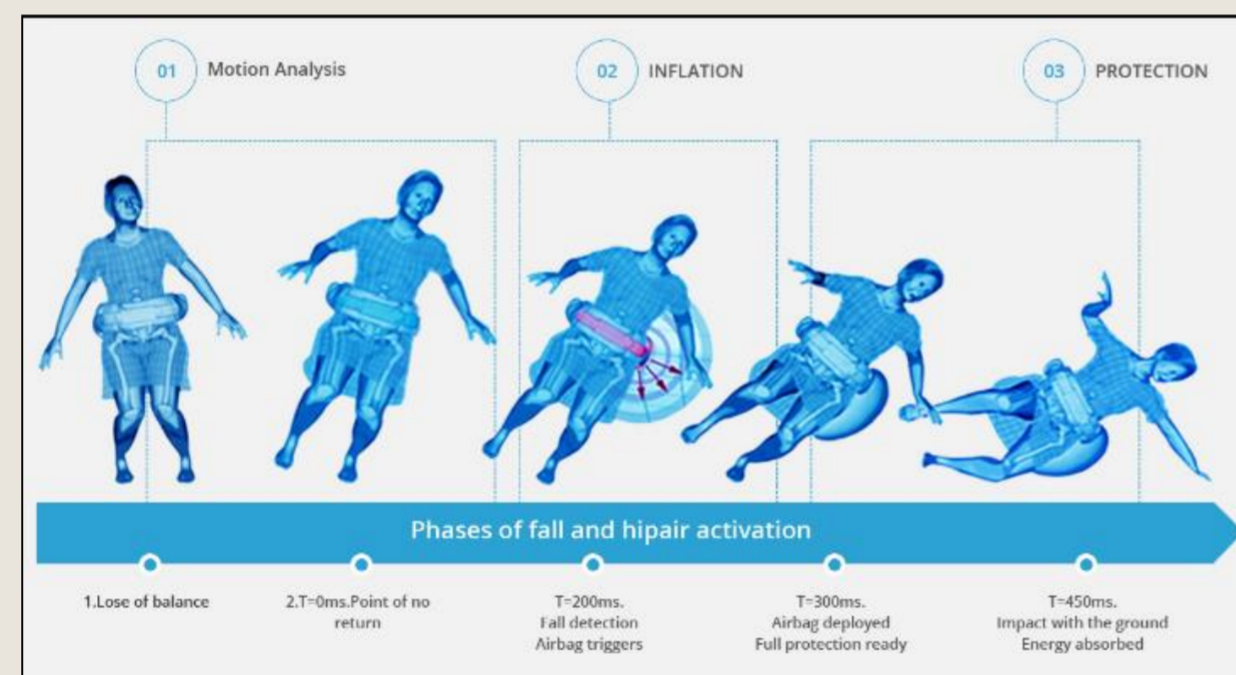 01 Motion Analysis
02 INFLATION
03 PROTECTION
Phases of fall and hipair activation
1.Lose of balance
2.T=0ms.Point of no
return
T=200ms.
Fall detection
Airbag triggers
T=300ms.
Airbag deployed
Full protection ready
T=450ms.
Impact with the ground
Energy absorbed